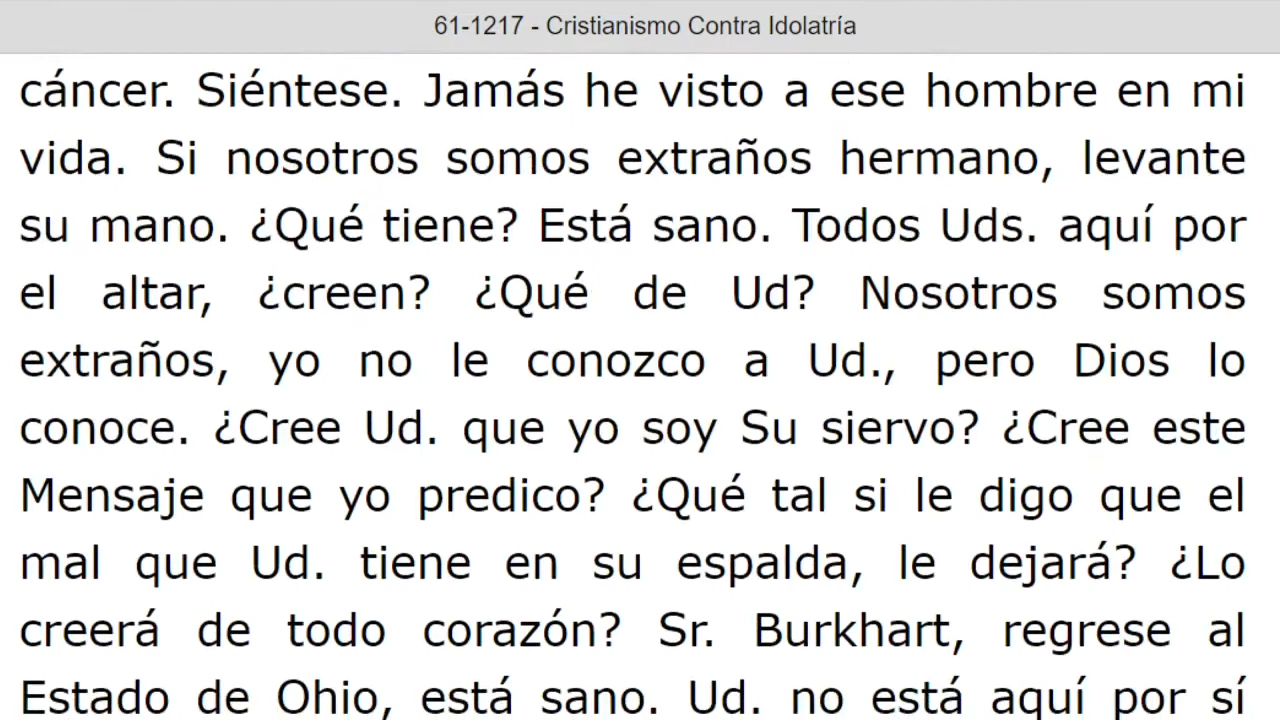 61-1217 - Cristianismo Contra Idolatría
cáncer. Siéntese. Jamás he visto a ese hombre en mi
vida. Si nosotros somos extraños hermano, levante
su mano. ¿Qué tiene? Está sano. Todos Uds. aquí por
el altar, ¿creen? ¿Qué de Ud? Nosotros somos
extraños, yo no le conozco a Ud., pero Dios lo
conoce. ¿Cree Ud. que yo soy Su siervo? ¿Cree este
Mensaje que yo predico? ¿Qué tal si le digo que el
mal que Ud. tiene en su espalda, le dejará? ¿Lo
creerá de todo corazón? Sr. Burkhart, regrese al
Estado de Ohio, está sano. Ud. no está aquí por sí